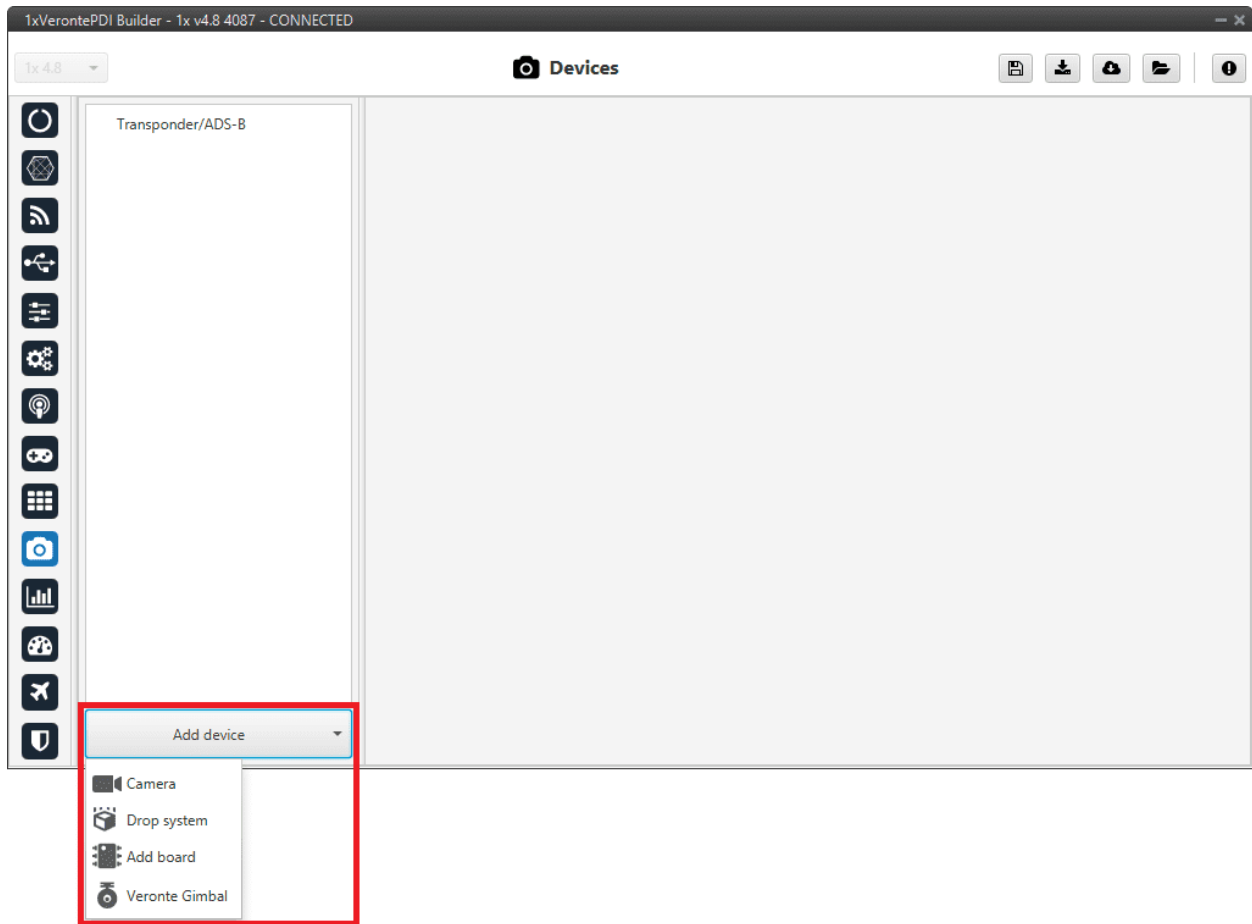 1xVerontePDI Builder - 1x v4.8 4087 - CONNECTED
1x 4.8
Devices
Transponder/ADS-B
Add device
Camera
Drop system
Add board
Veronte Gimbal